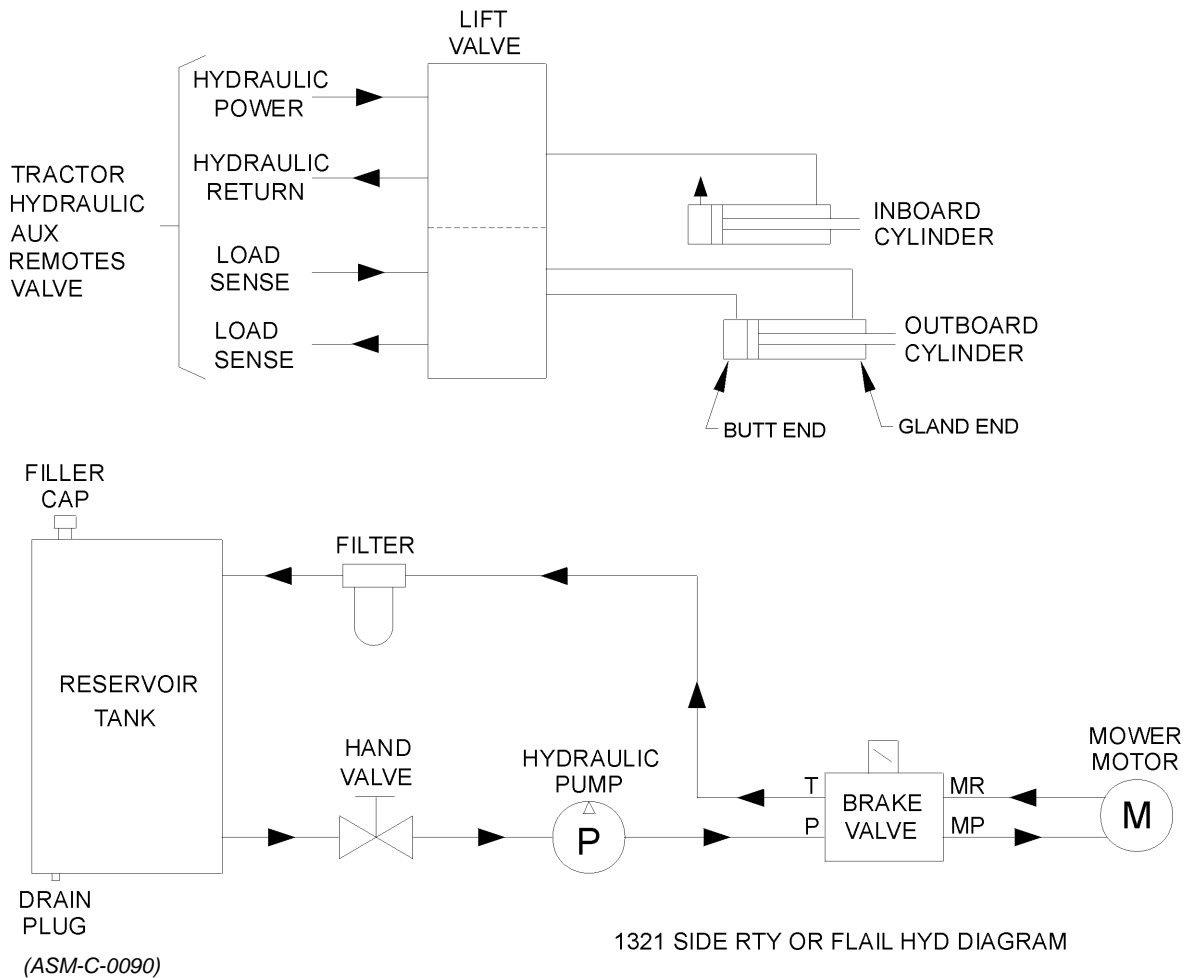 LIFT
VALVE
HYDRAULIC
POWER
HYDRAULIC
RETURN
TRACTOR
HYDRAULIC
AUX
REMOTES
VALVE
LOAD
SENSE
LOAD
SENSE
INBOARD
CYLINDER
OUTBOARD
CYLINDER
BUTT END
GLAND END
FILLER
CAP
FILTER
RESERVOIR
TANK
HAND
VALVE
HYDRAULIC
PUMP
P
T
P
BRAKE
VALVE
MR
MP
MOWER
MOTOR
M
DRAIN
PLUG
1321 SIDE RTY OR FLAIL HYD DIAGRAM
(ASM-C-0090)